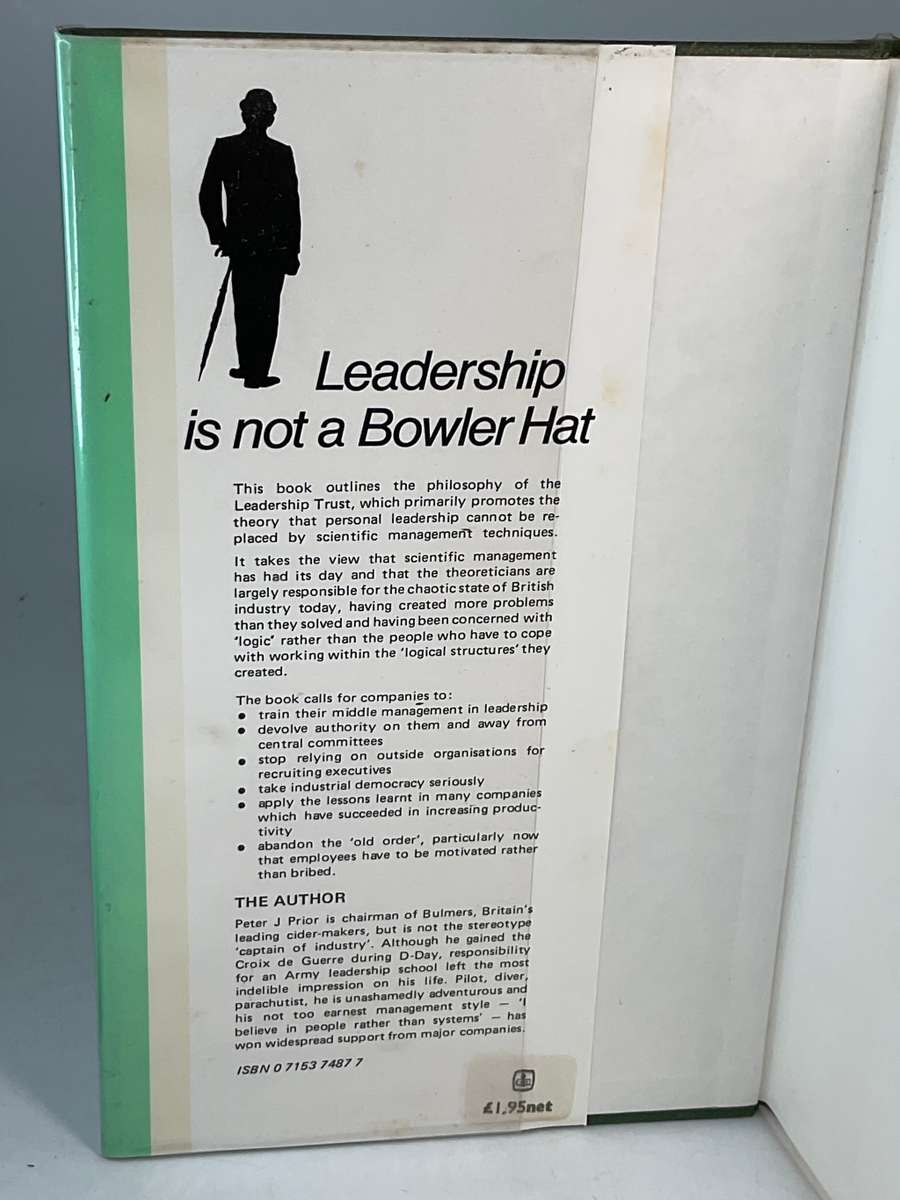 Leadership
is not a Bowler Hat
This book outlines the philosophy of the
Leadership Trust, which primarily promotes the
theory that personal leadership cannot be re-
placed by scientific management techniques.
It takes the view that scientific management
has had its day and that the theoreticians are
largely responsible for the chaotic state of British
industry today, having created more problems
than they solved and having been concerned with
'logic' rather than the people who have to cope
with working within the 'logical structures' they
created.
The book calls for companies to:
• train their middle management in leadership
• devolve authority on them and away from
central committees
• stop relying on outside organisations for
recruiting executives
• take industrial democracy seriously
• apply the lessons learnt in many companies
which have succeeded in increasing produc-
tivity
• abandon the 'old order', particularly now
that employees have to be motivated rather
than bribed.
THE AUTHOR
Peter J Prior is chairman of Bulmers, Britain's
leading cider-makers, but is not the stereotype
'captain of industry'. Although he gained the
Croix de Guerre during D-Day, responsibility
for an Army leadership school left the most
indelible impression on his life. Pilot, diver,
parachutist, he is unashamedly adventurous and
his not too earnest management style — 'I
believe in people rather than systems' — has
won widespread support from major companies.
ISBN 0 7153 7487 7
£1.95net